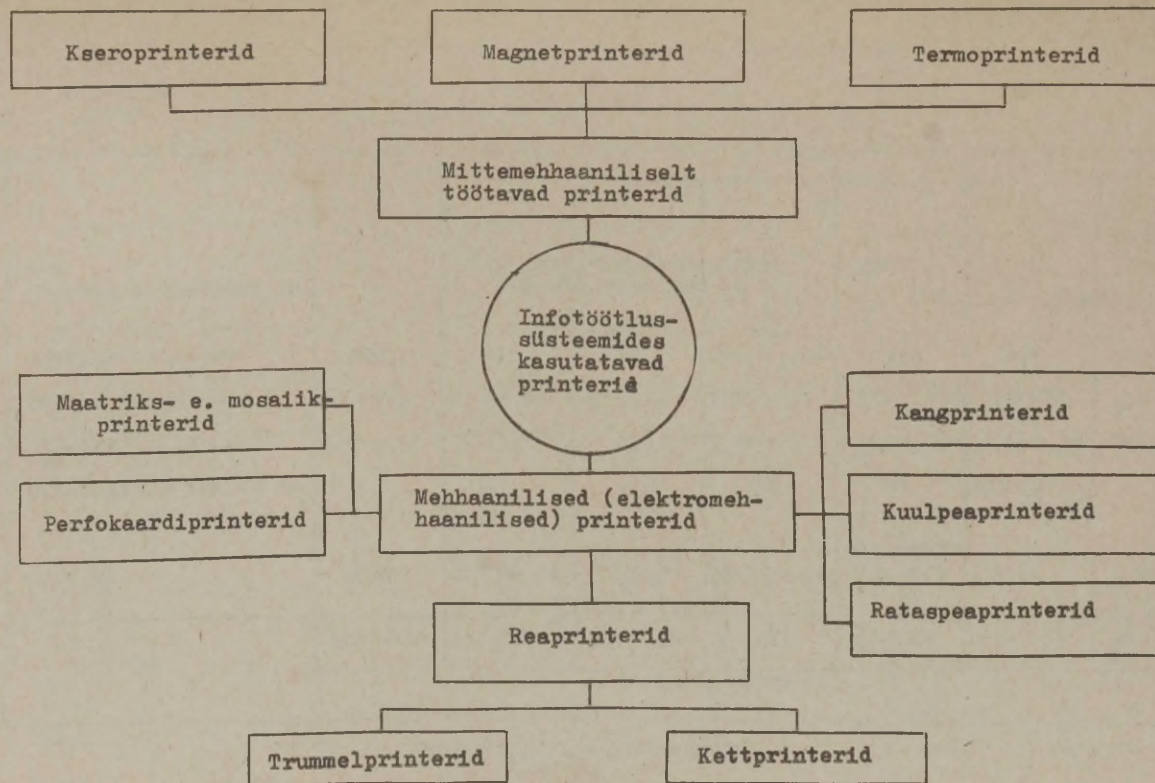 Kseroprinterid
Magnetprinterid
Termoprinterid
Mittemehhaaniliselt
töötavad printerid
Infotöötlus-
süsteemides
kasutatavad
printerid
Maatriks- e. mosaiik-
printerid
Perfokaardiprinterid
Mehhaanilised (elektromeh-
haanilised) printerid
Kangprinterid
Kuulpeaprinterid
Rataspeaprinterid
Reaprinterid
Trummelprinterid
Kettprinterid